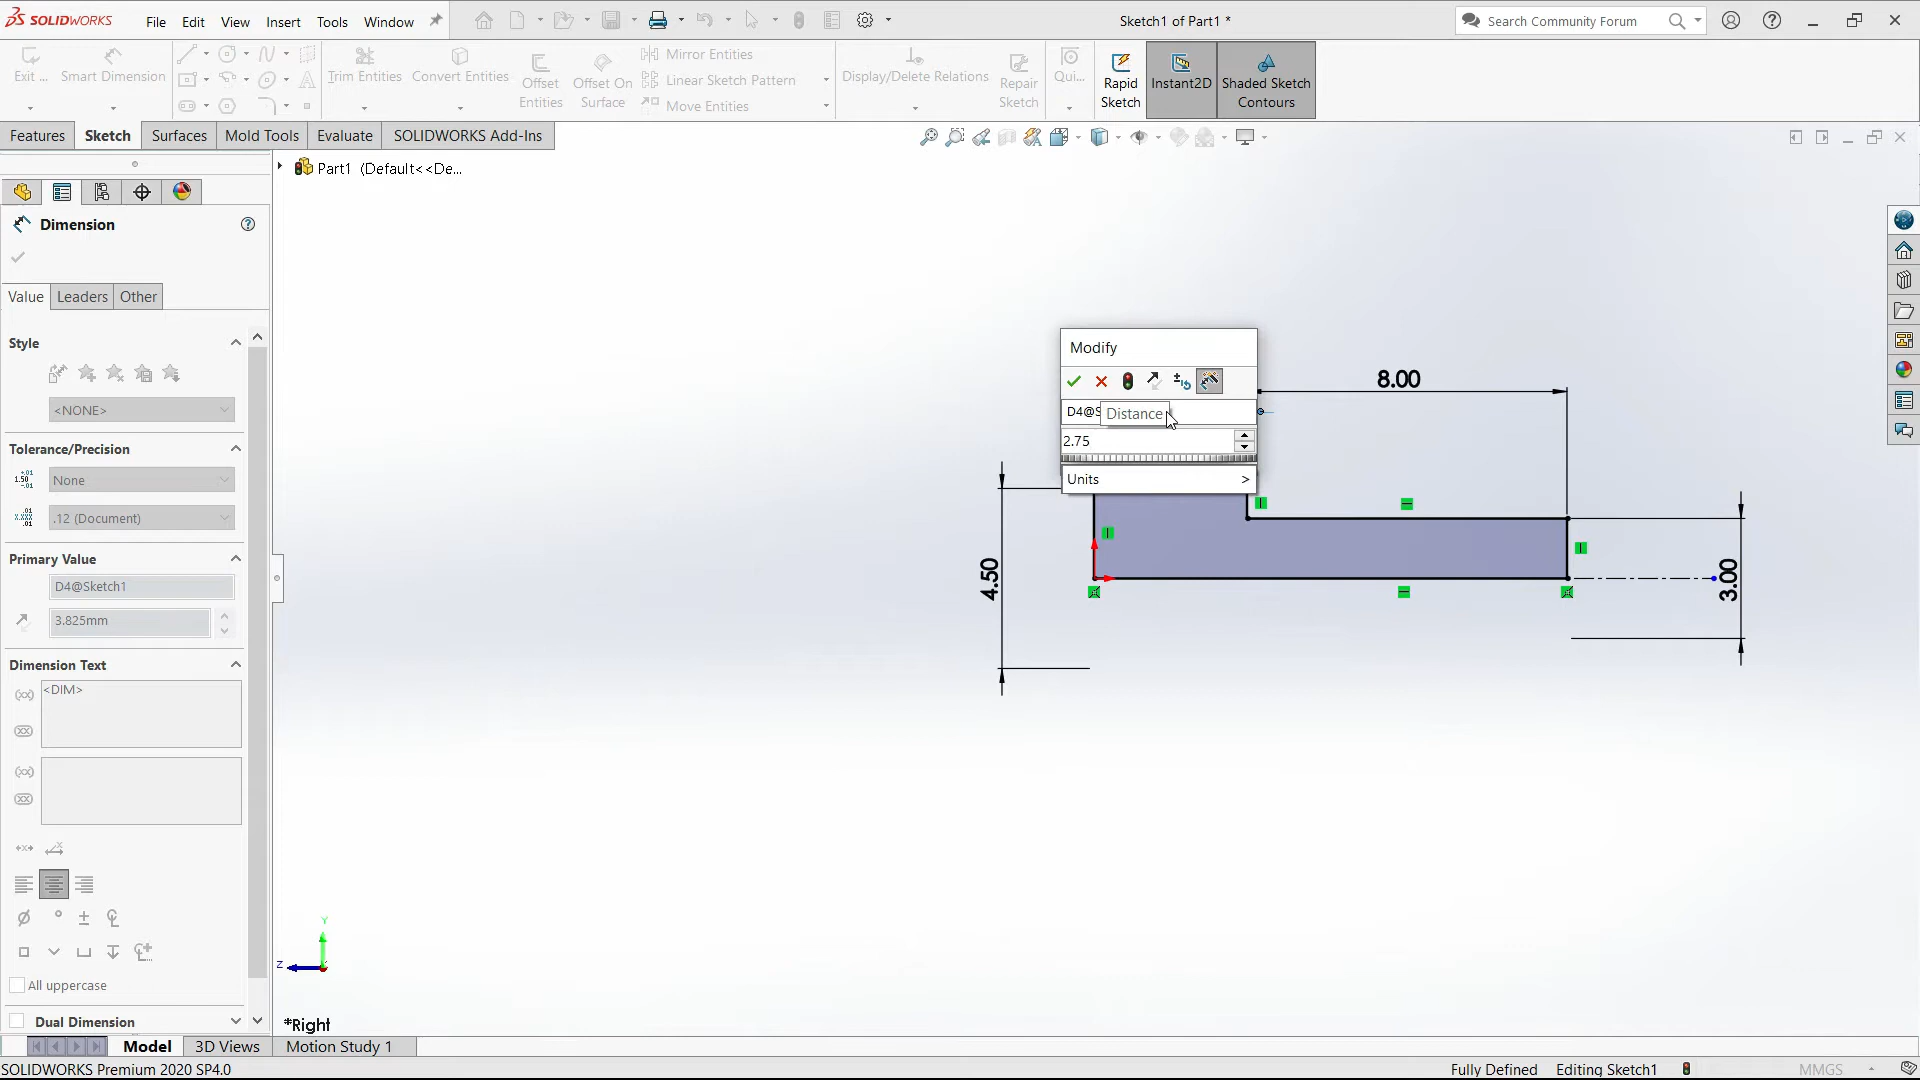 SOLIDWORKS File Edit View Insert Tools Window
Sketch1 of Part1 *
Search Community Forum
Exit ... Smart Dimension Trim Entities Convert Entities Offset Entities Offset On Surface
Mirror Entities
Linear Sketch Pattern
Move Entities
Display/Delete Relations Repair Sketch Qui... Rapid Sketch Instant2D Shaded Sketch Contours
Features Sketch Surfaces Mold Tools Evaluate SOLIDWORKS Add-Ins
Part1 (Default<<De...
Dimension
Value Leaders Other
Style
<NONE>
Tolerance/Precision
None
.12 (Document)
Primary Value
D4@Sketch1
3.825mm
Dimension Text
<DIM>
All uppercase
Dual Dimension
Modify
D4@S
Distance
2.75
Units >
8.00
4.50
3.00
Y
Z
*Right
Model 3D Views Motion Study 1
SOLIDWORKS Premium 2020 SP4.0
Fully Defined Editing Sketch1 MMGS